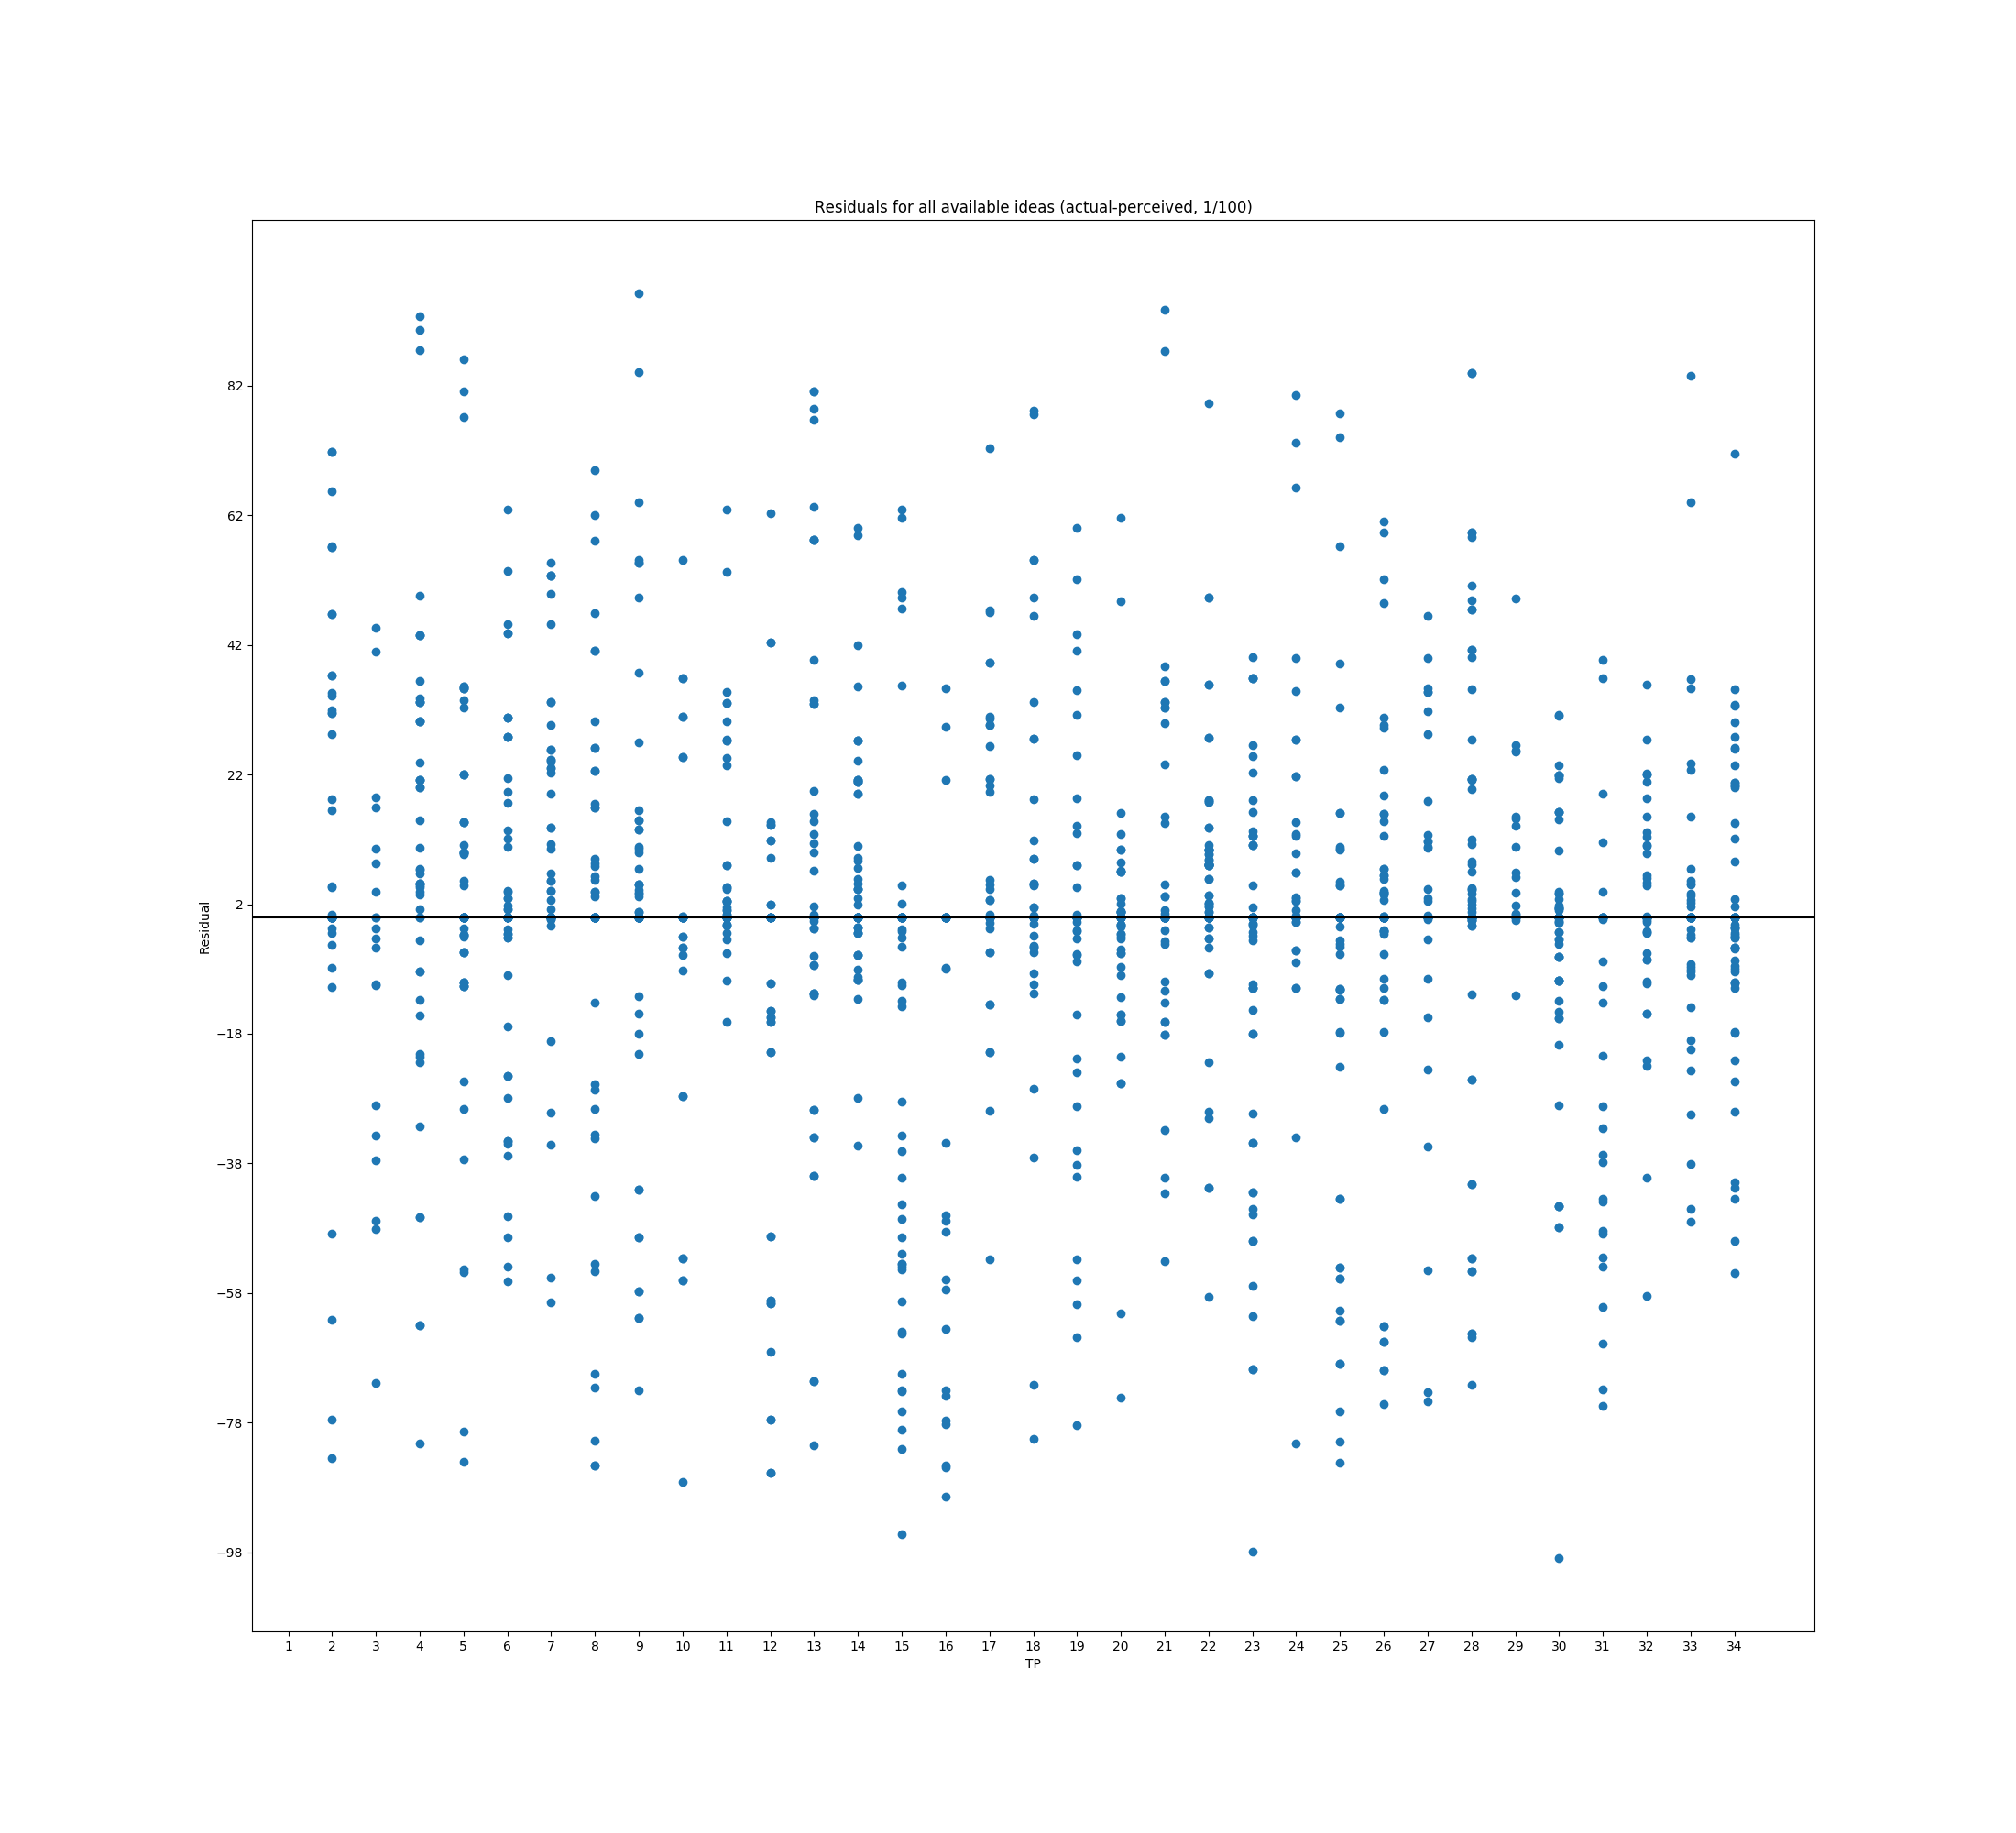 Residuals for all available ideas (actual-perceived, 1/100)
82
62
42
22
2
−18
−38
−58
−78
−98
Residual
1 2 3 4 5 6 7 8 9 10 11 12 13 14 15 16 17 18 19 20 21 22 23 24 25 26 27 28 29 30 31 32 33 34
TP